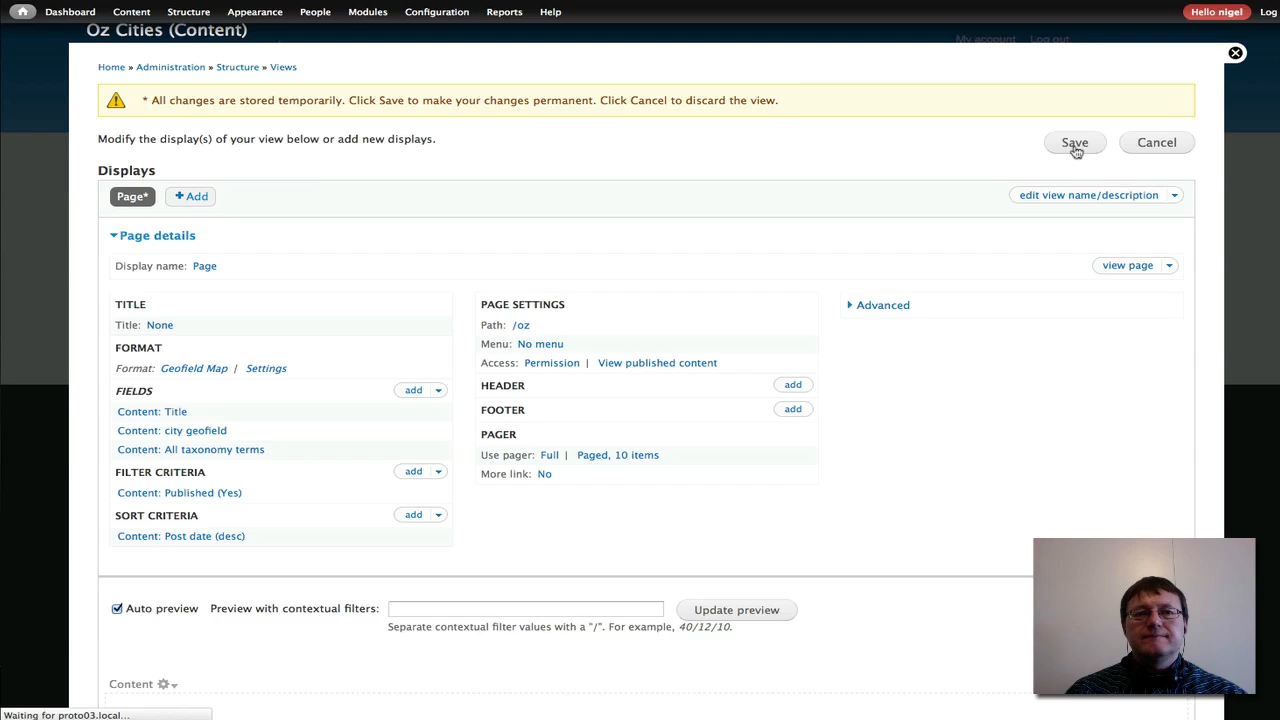 Dashboard Content Structure Appearance People Modules Configuration Reports Help Hello nigel Log
Oz Cities (Content)
My account Log out
Home » Administration » Structure » Views
* All changes are stored temporarily. Click Save to make your changes permanent. Click Cancel to discard the view.
Modify the display(s) of your view below or add new displays.
Save Cancel
Displays
Page* + Add edit view name/description
Page details
Display name: Page view page
TITLE
Title: None
FORMAT
Format: Geofield Map | Settings
FIELDS add
Content: Title
Content: city geofield
Content: All taxonomy terms
FILTER CRITERIA add
Content: Published (Yes)
SORT CRITERIA add
Content: Post date (desc)
PAGE SETTINGS
Path: /oz
Menu: No menu
Access: Permission | View published content
HEADER add
FOOTER add
PAGER
Use pager: Full | Paged, 10 items
More link: No
Advanced
Auto preview Preview with contextual filters: Update preview
Separate contextual filter values with a "/". For example, 40/12/10.
Content
Waiting for proto03.local...